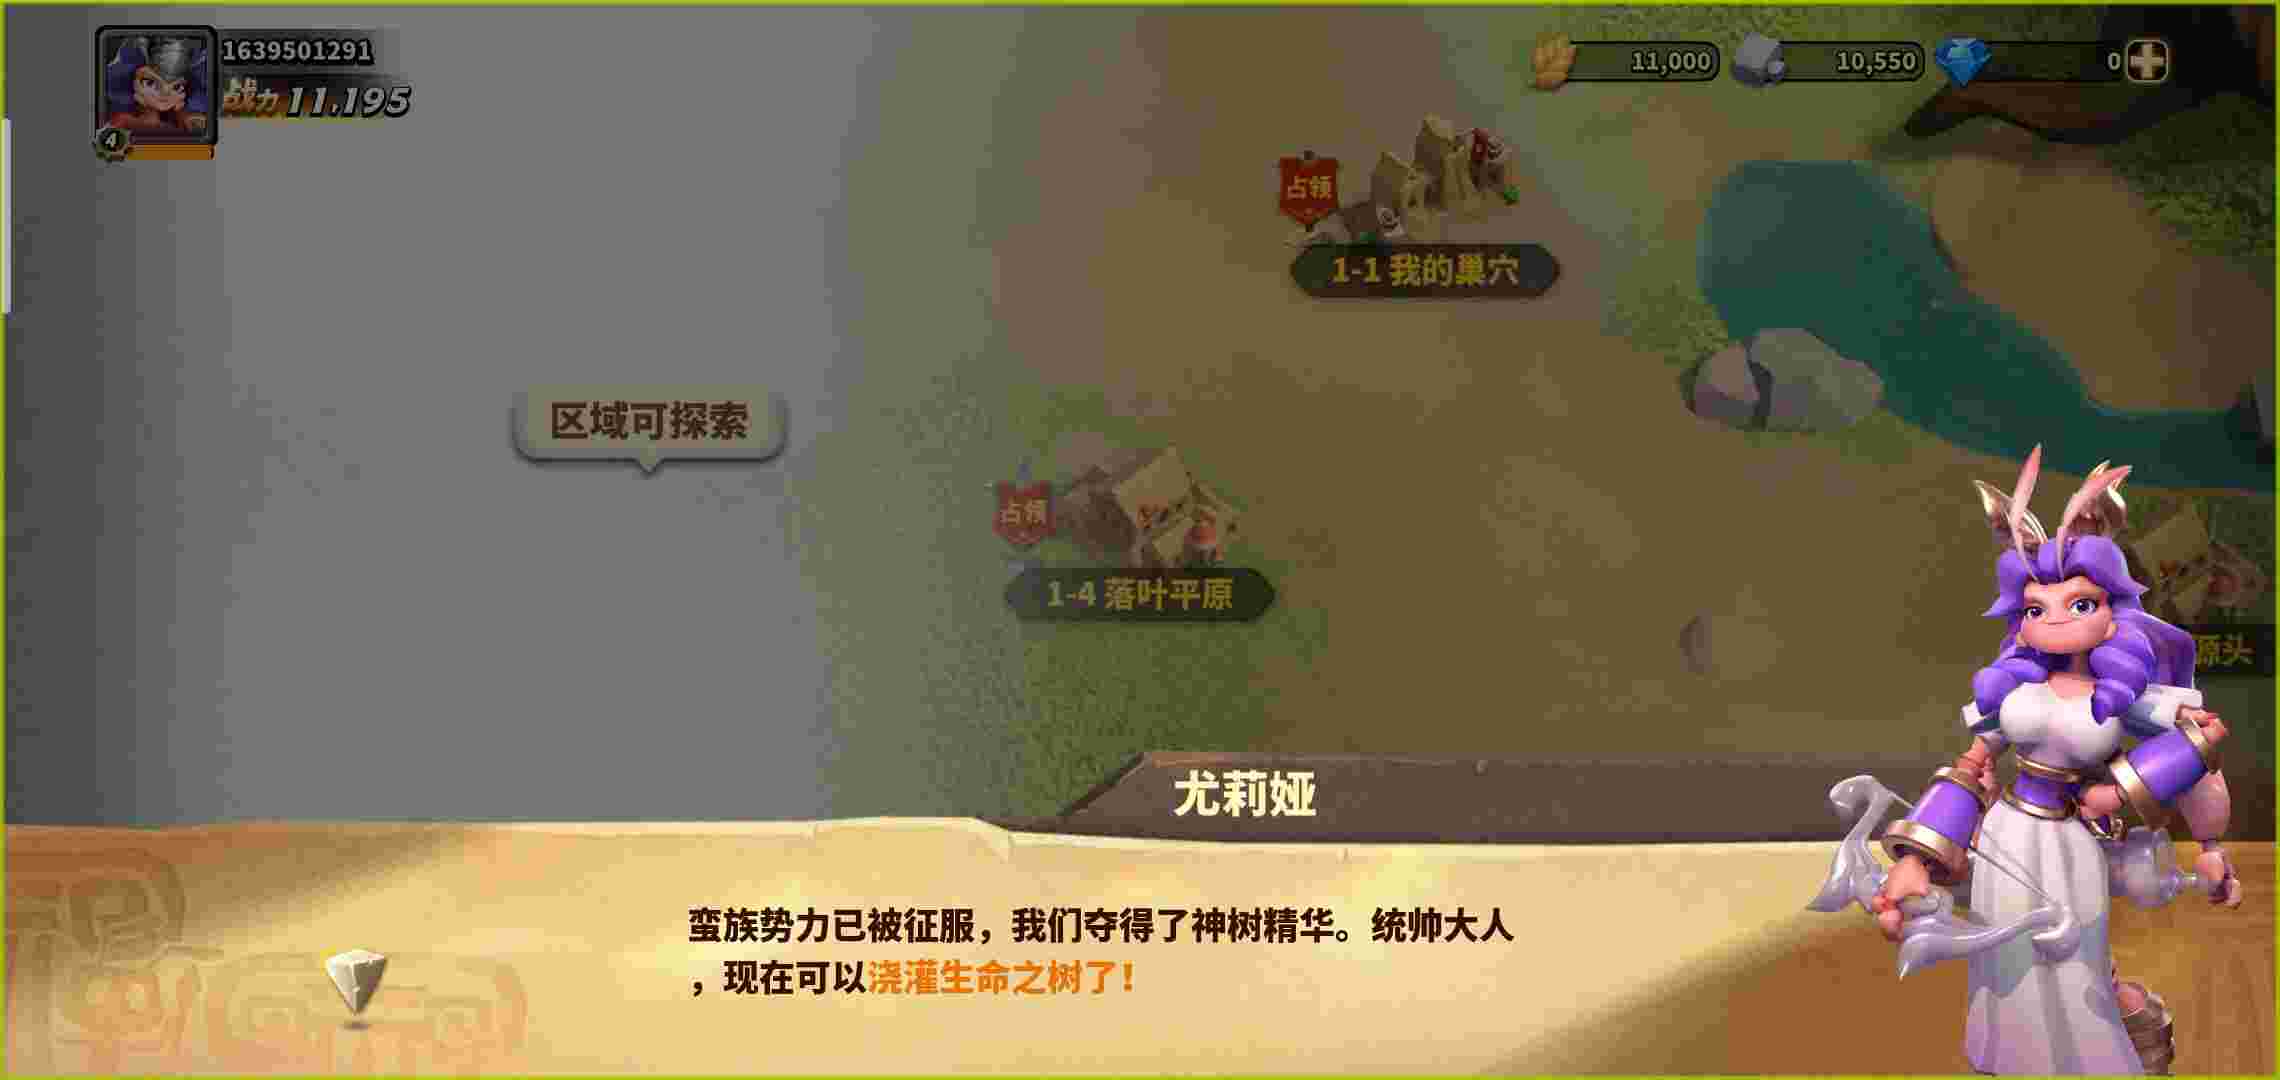 1639501291
战力 11,195
4
11,000
10,550
0
占领
1-1 我的巢穴
区域可探索
占领
1-4 落叶平原
源头
尤莉娅
蛮族势力已被征服，我们夺得了神树精华。统帅大人
，现在可以浇灌生命之树了！